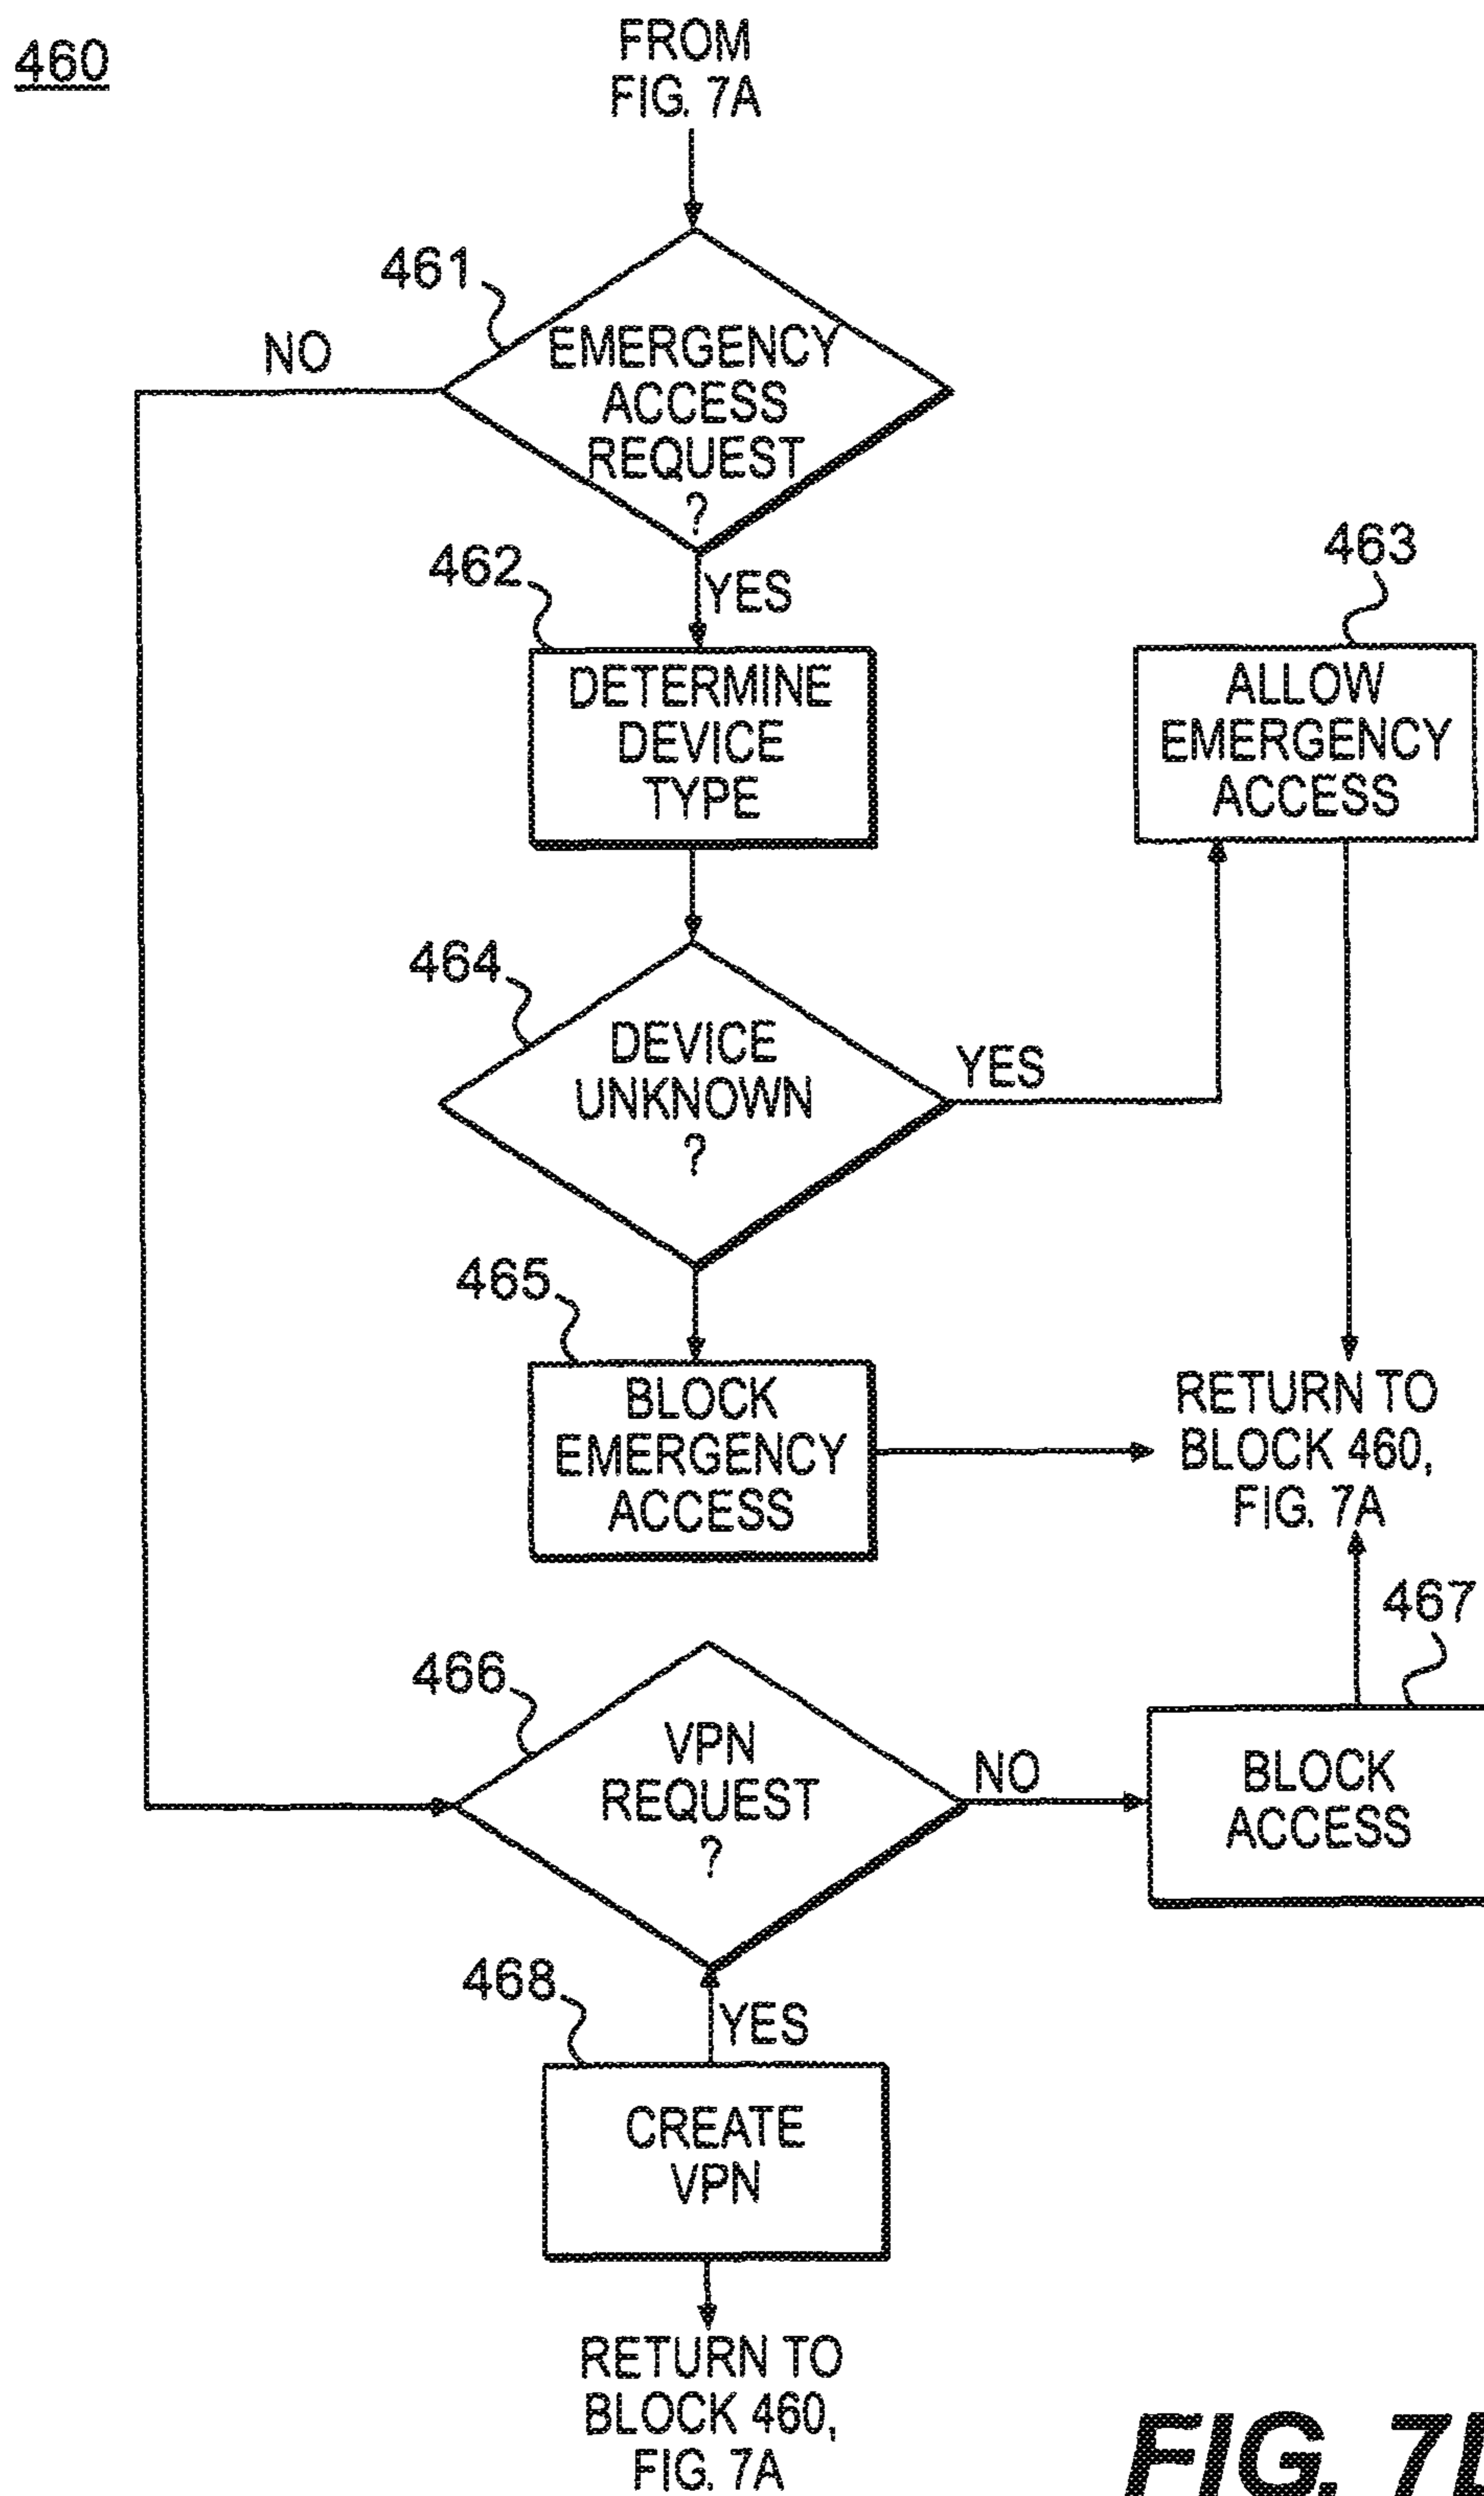 460
FROM
FIG. 7A
461
NO
EMERGENCY
ACCESS
REQUEST
?
462
YES
463
DETERMINE
DEVICE
TYPE
ALLOW
EMERGENCY
ACCESS
464
DEVICE
UNKNOWN
?
YES
465
BLOCK
EMERGENCY
ACCESS
RETURN TO
BLOCK 460,
FIG. 7A
467
466
VPN
REQUEST
?
NO
BLOCK
ACCESS
468
YES
CREATE
VPN
RETURN TO
BLOCK 460,
FIG. 7A
FIG.